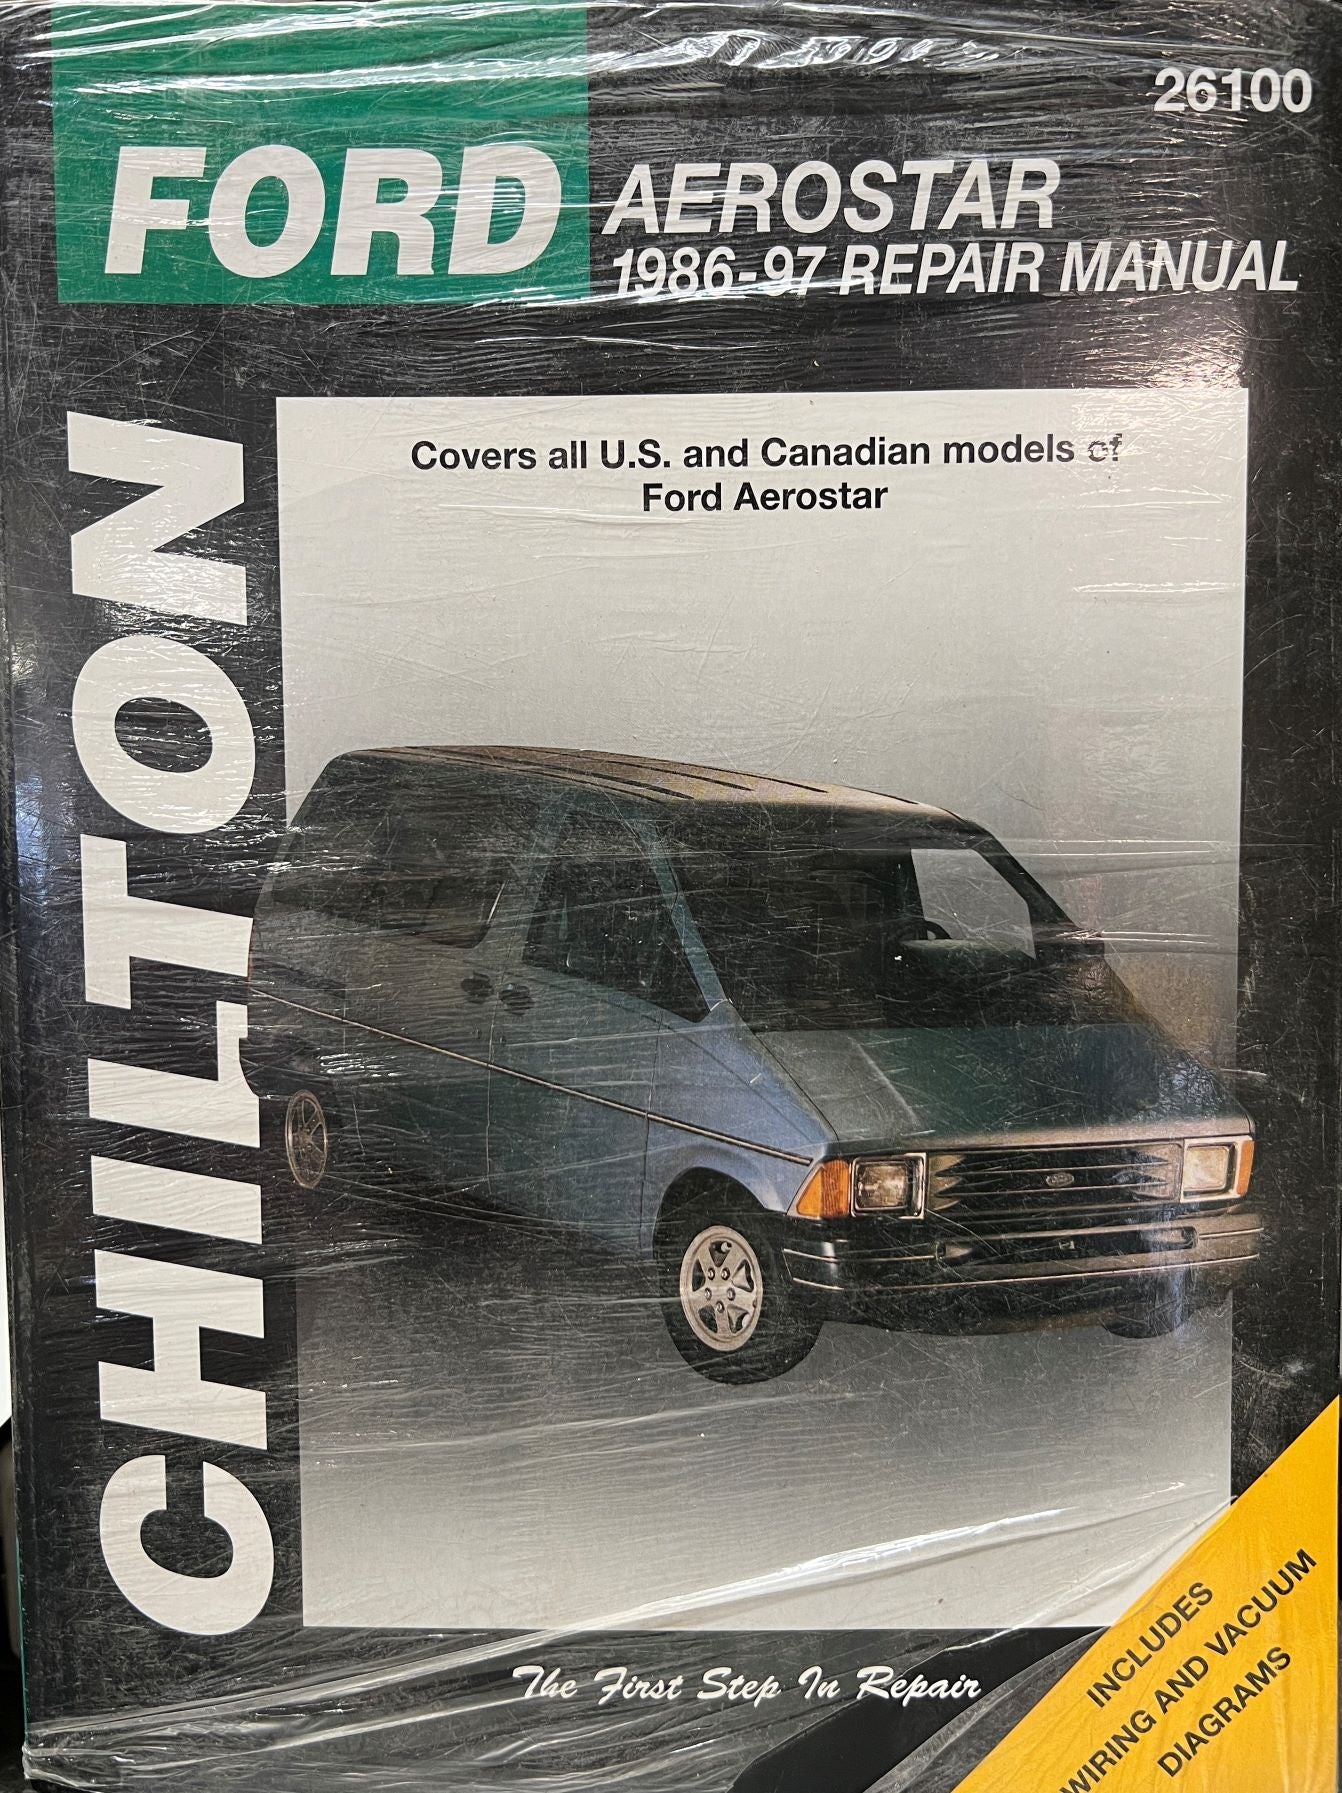 26100
FORD
AEROSTAR
1986-97 REPAIR MANUAL
CHILTON
Covers all U.S. and Canadian models of
Ford Aerostar
The First Step In Repair
INCLUDES
WIRING AND VACUUM
DIAGRAMS